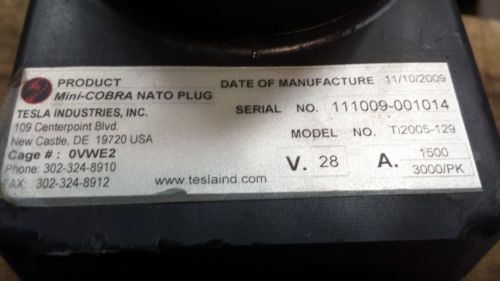 PRODUCT
Mini-COBRA NATO PLUG
TESLA INDUSTRIES, INC.
109 Centerpoint Blvd.
New Castle, DE 19720 USA
Cage # : 0VWE2
Phone: 302-324-8910
FAX: 302-324-8912
www.teslaind.com
DATE OF MANUFACTURE 11/10/2009
SERIAL NO. 111009-001014
MODEL NO. Ti2005-129
V. 28 A. 1500
3000/PK